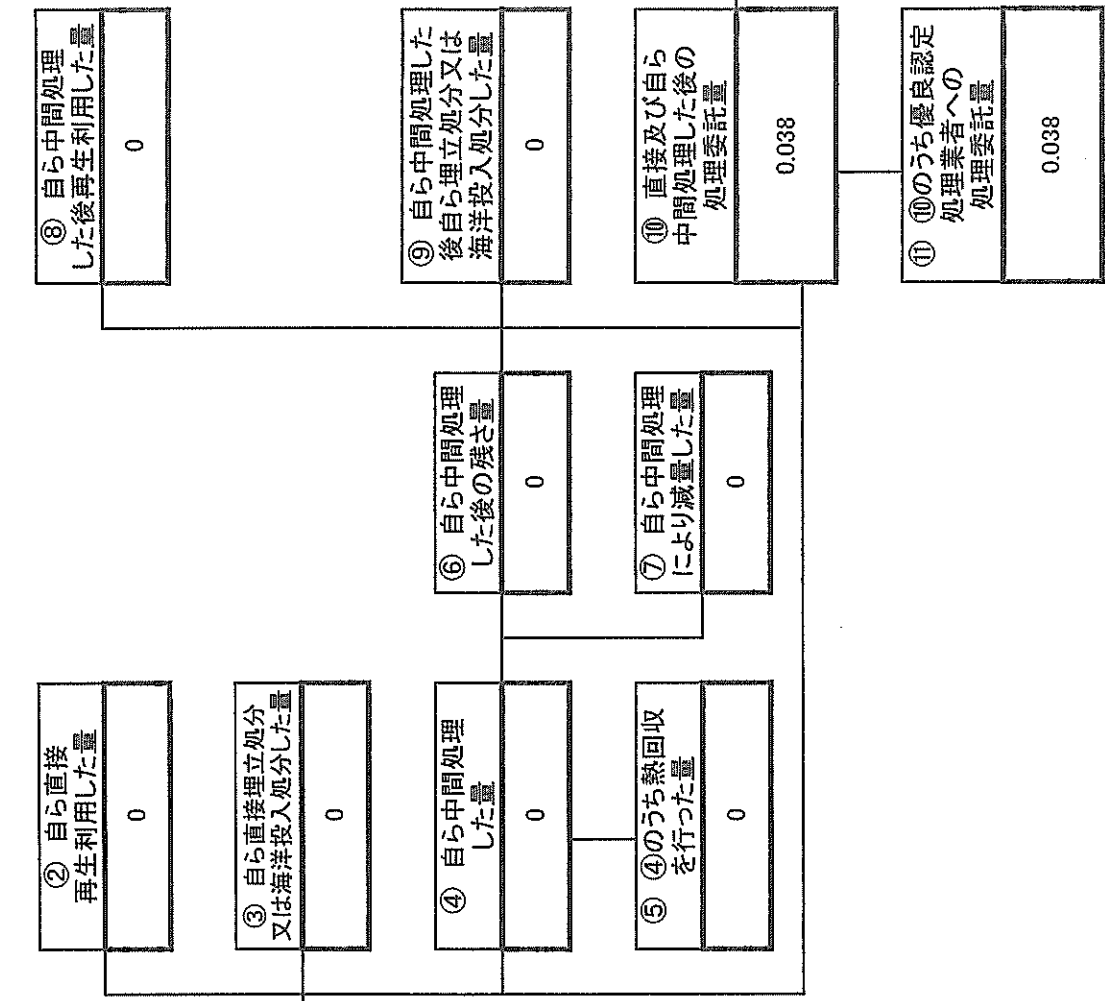 ② 自ら直接
再生利用した量
0
③ 自ら直接埋立処分
又は海洋投入処分した量
0
④ 自ら中間処理
した量
0
⑤ ④のうち熱回収
を行った量
0
⑥ 自ら中間処理
した後の残さ量
0
⑦ 自ら中間処理
により減量した量
0
⑧ 自ら中間処理
した後再生利用した量
0
⑨ 自ら中間処理した
後自ら埋立処分又は
海洋投入処分した量
0
⑩ 直接及び自ら
中間処理した後の
処理委託量
0.038
⑪ ⑩のうち優良認定
処理業者への
処理委託量
0.038